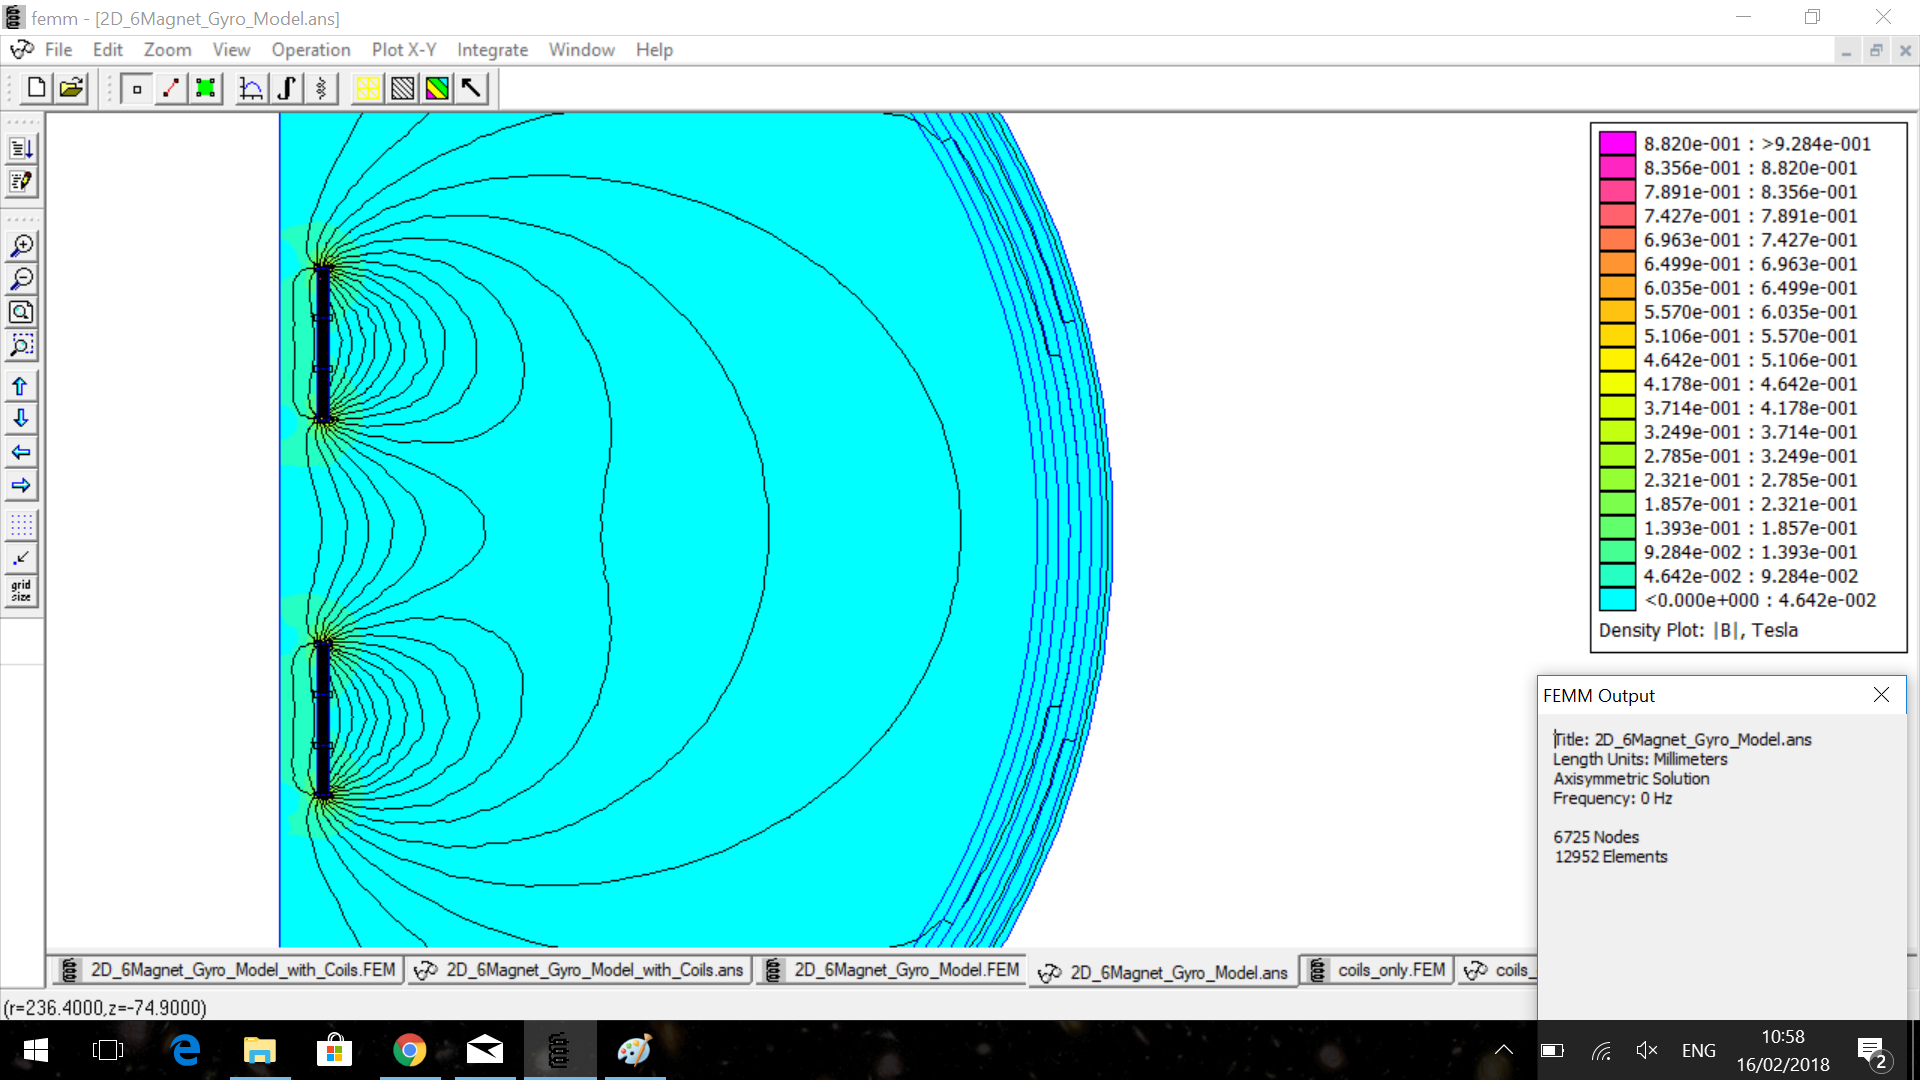 femm - [2D_6Magnet_Gyro_Model.ans]
File Edit Zoom View Operation Plot X-Y Integrate Window Help
8.820e-001 : >9.284e-001
8.356e-001 : 8.820e-001
7.891e-001 : 8.356e-001
7.427e-001 : 7.891e-001
6.963e-001 : 7.427e-001
6.499e-001 : 6.963e-001
6.035e-001 : 6.499e-001
5.570e-001 : 6.035e-001
5.106e-001 : 5.570e-001
4.642e-001 : 5.106e-001
4.178e-001 : 4.642e-001
3.714e-001 : 4.178e-001
3.249e-001 : 3.714e-001
2.785e-001 : 3.249e-001
2.321e-001 : 2.785e-001
1.857e-001 : 2.321e-001
1.393e-001 : 1.857e-001
9.284e-002 : 1.393e-001
4.642e-002 : 9.284e-002
<0.000e+000 : 4.642e-002
Density Plot: |B|, Tesla
grid
size
FEMM Output
Title: 2D_6Magnet_Gyro_Model.ans
Length Units: Millimeters
Axisymmetric Solution
Frequency: 0 Hz
6725 Nodes
12952 Elements
2D_6Magnet_Gyro_Model_with_Coils.FEM 2D_6Magnet_Gyro_Model_with_Coils.ans 2D_6Magnet_Gyro_Model.FEM 2D_6Magnet_Gyro_Model.ans coils_only.FEM coils_
(r=236.4000,z=-74.9000)
ENG
10:58
16/02/2018
2